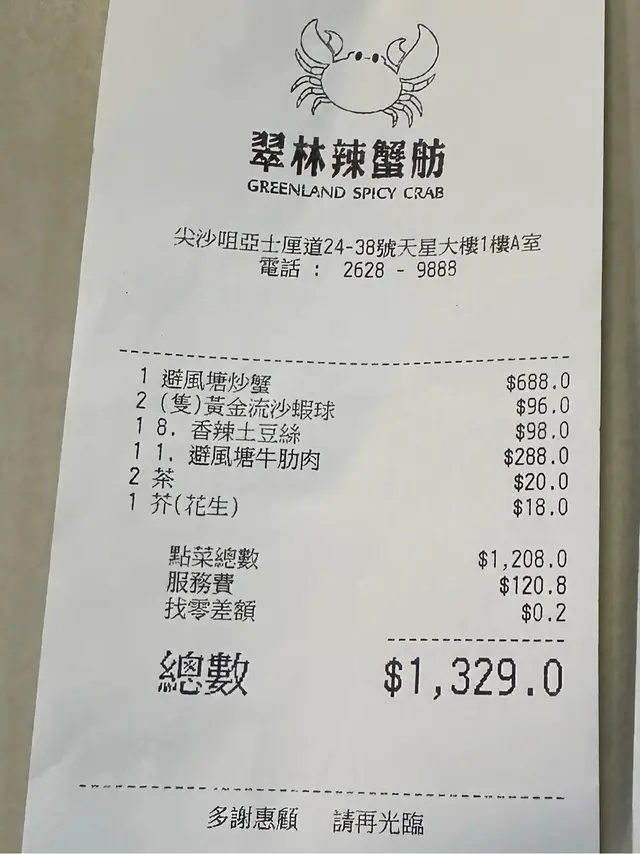 翠林辣蟹舫
GREENLAND SPICY CRAB
尖沙咀亞士厘道24-38號天星大樓1樓A室
電話 : 2628 - 9888
1 避風塘炒蟹 $688.0
2 (隻)黃金流沙蝦球 $96.0
1 8. 香辣土豆絲 $98.0
1 1. 避風塘牛肋肉 $288.0
2 茶 $20.0
1 芥(花生) $18.0
點菜總數 $1,208.0
服務費 $120.8
找零差額 $0.2
總數 $1,329.0
多謝惠顧 請再光臨